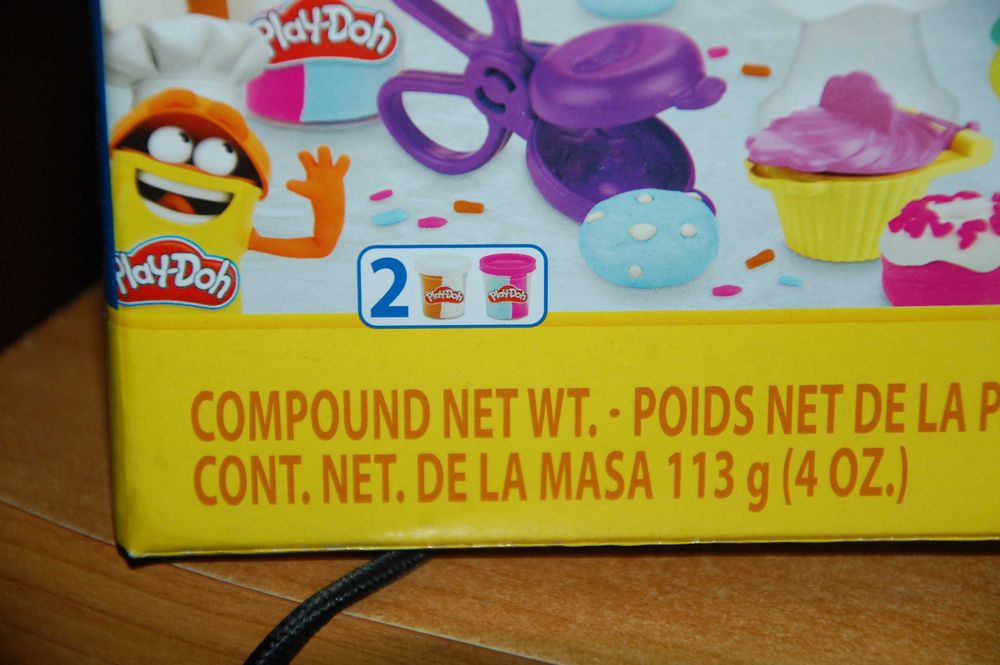 Play-Doh
Play-Doh
2 Play-Doh Play-Doh
COMPOUND NET WT. · POIDS NET DE LA P
CONT. NET. DE LA MASA 113 g (4 OZ.)